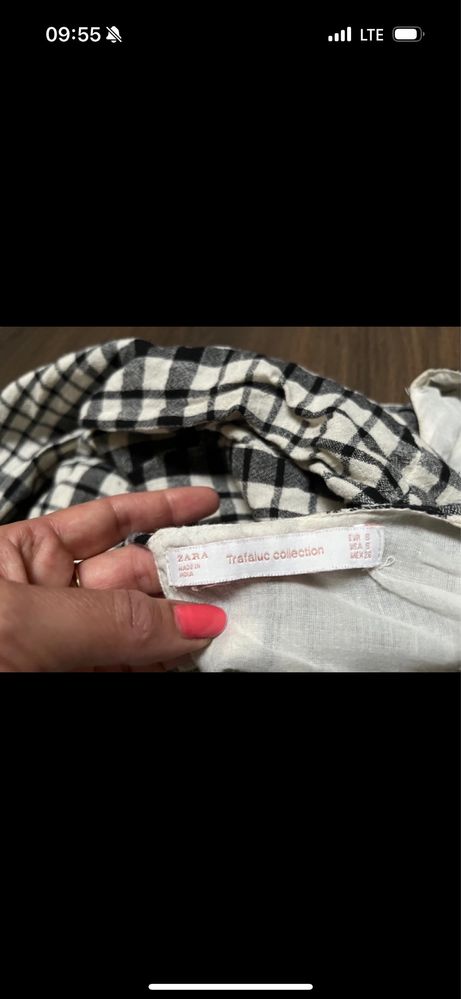 09:55
LTE
ZARA
MADE IN
INDIA
Trafaluc collection
EUR S
USA S
MEX 26